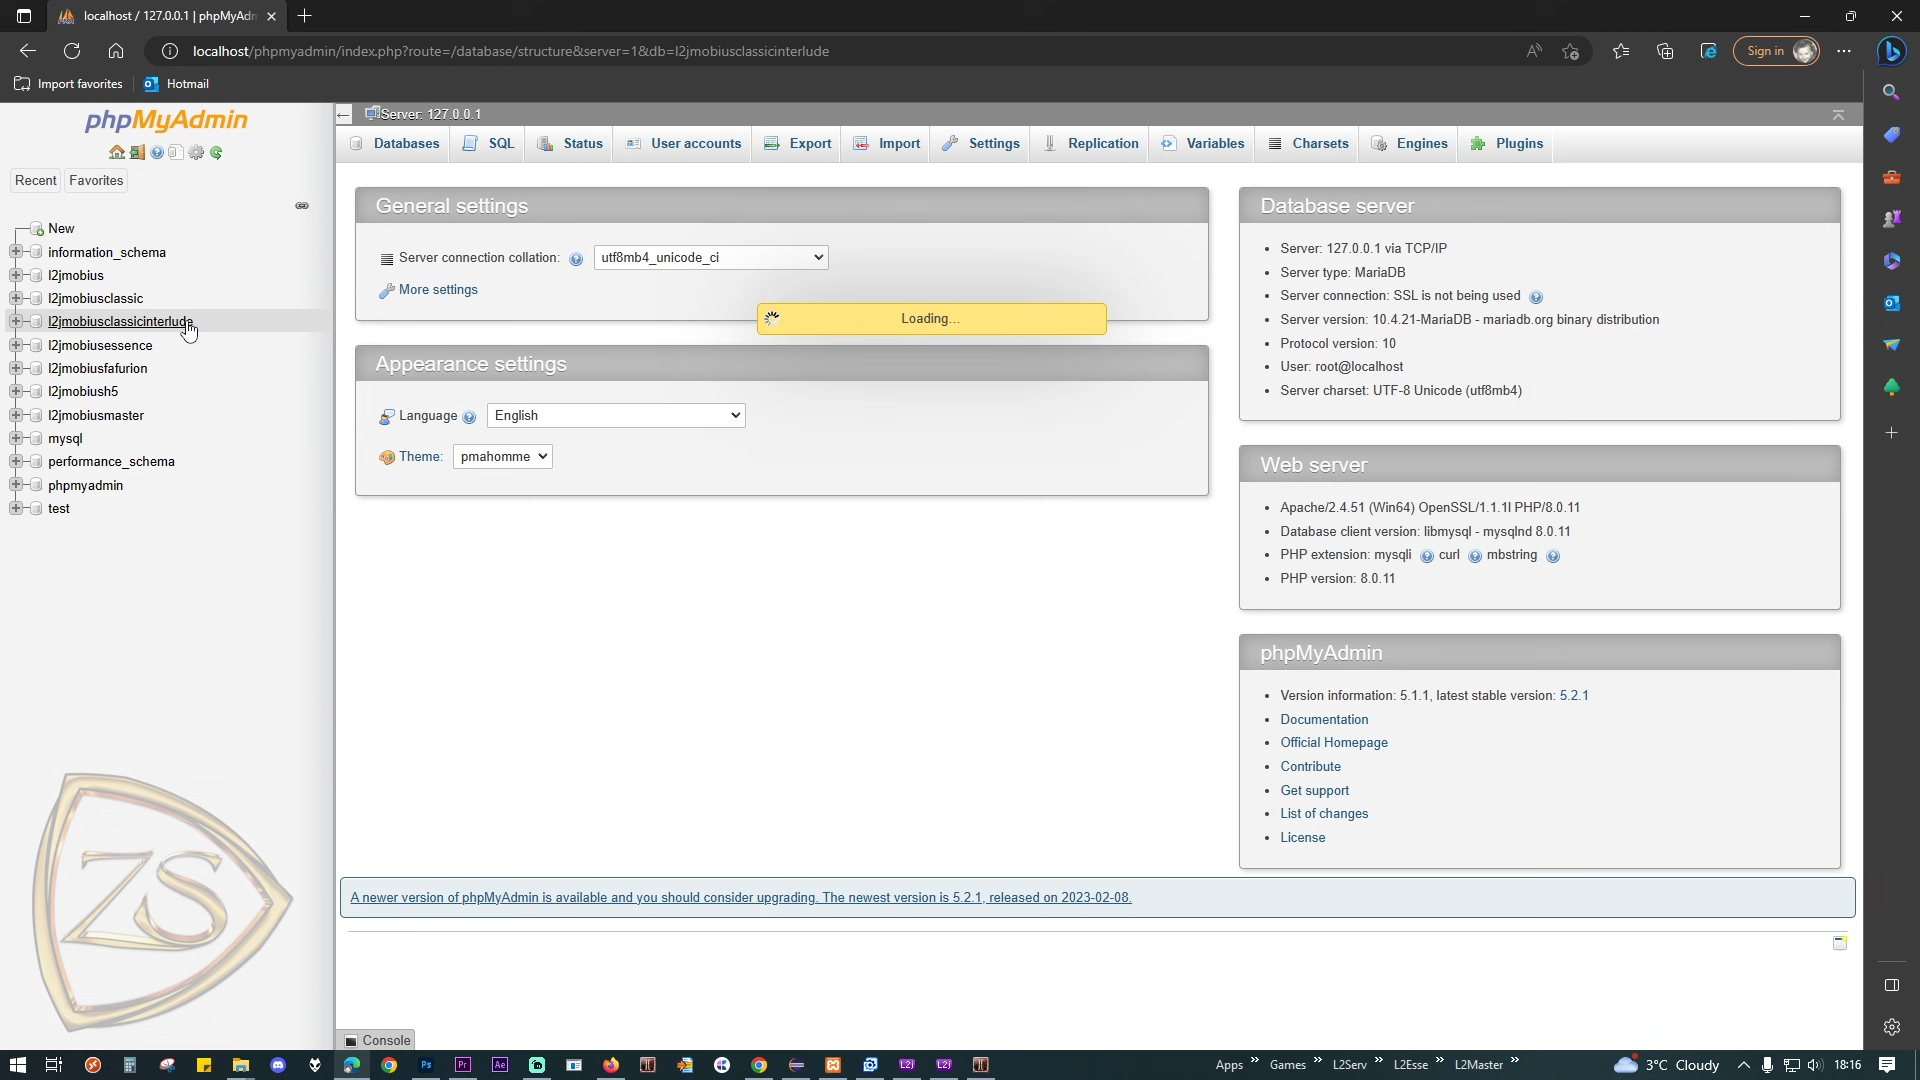 localhost / 127.0.0.1 | phpMyAdn
localhost/phpmyadmin/index.php?route=/database/structure&server=1&db=l2jmobiusclassicinterlude
Sign in
Import favorites
Hotmail
phpMyAdmin
Recent
Favorites
New
information_schema
l2jmobius
l2jmobiusclassic
l2jmobiusclassicinterlude
l2jmobiusessence
l2jmobiusfafurion
l2jmobiush5
l2jmobiusmaster
mysql
performance_schema
phpmyadmin
test
ZS
Server: 127.0.0.1
Databases
SQL
Status
User accounts
Export
Import
Settings
Replication
Variables
Charsets
Engines
Plugins
General settings
Server connection collation:
utf8mb4_unicode_ci
More settings
Loading...
Appearance settings
Language
English
Theme:
pmahomme
Database server
Server: 127.0.0.1 via TCP/IP
Server type: MariaDB
Server connection: SSL is not being used
Server version: 10.4.21-MariaDB - mariadb.org binary distribution
Protocol version: 10
User: root@localhost
Server charset: UTF-8 Unicode (utf8mb4)
Web server
Apache/2.4.51 (Win64) OpenSSL/1.1.1l PHP/8.0.11
Database client version: libmysql - mysqlnd 8.0.11
PHP extension: mysqli curl mbstring
PHP version: 8.0.11
phpMyAdmin
Version information: 5.1.1, latest stable version: 5.2.1
Documentation
Official Homepage
Contribute
Get support
List of changes
License
A newer version of phpMyAdmin is available and you should consider upgrading. The newest version is 5.2.1, released on 2023-02-08.
Console
Ps
Pr
Ae
L2j
L2j
Apps
Games
L2Serv
L2Esse
L2Master
3°C Cloudy
18:16